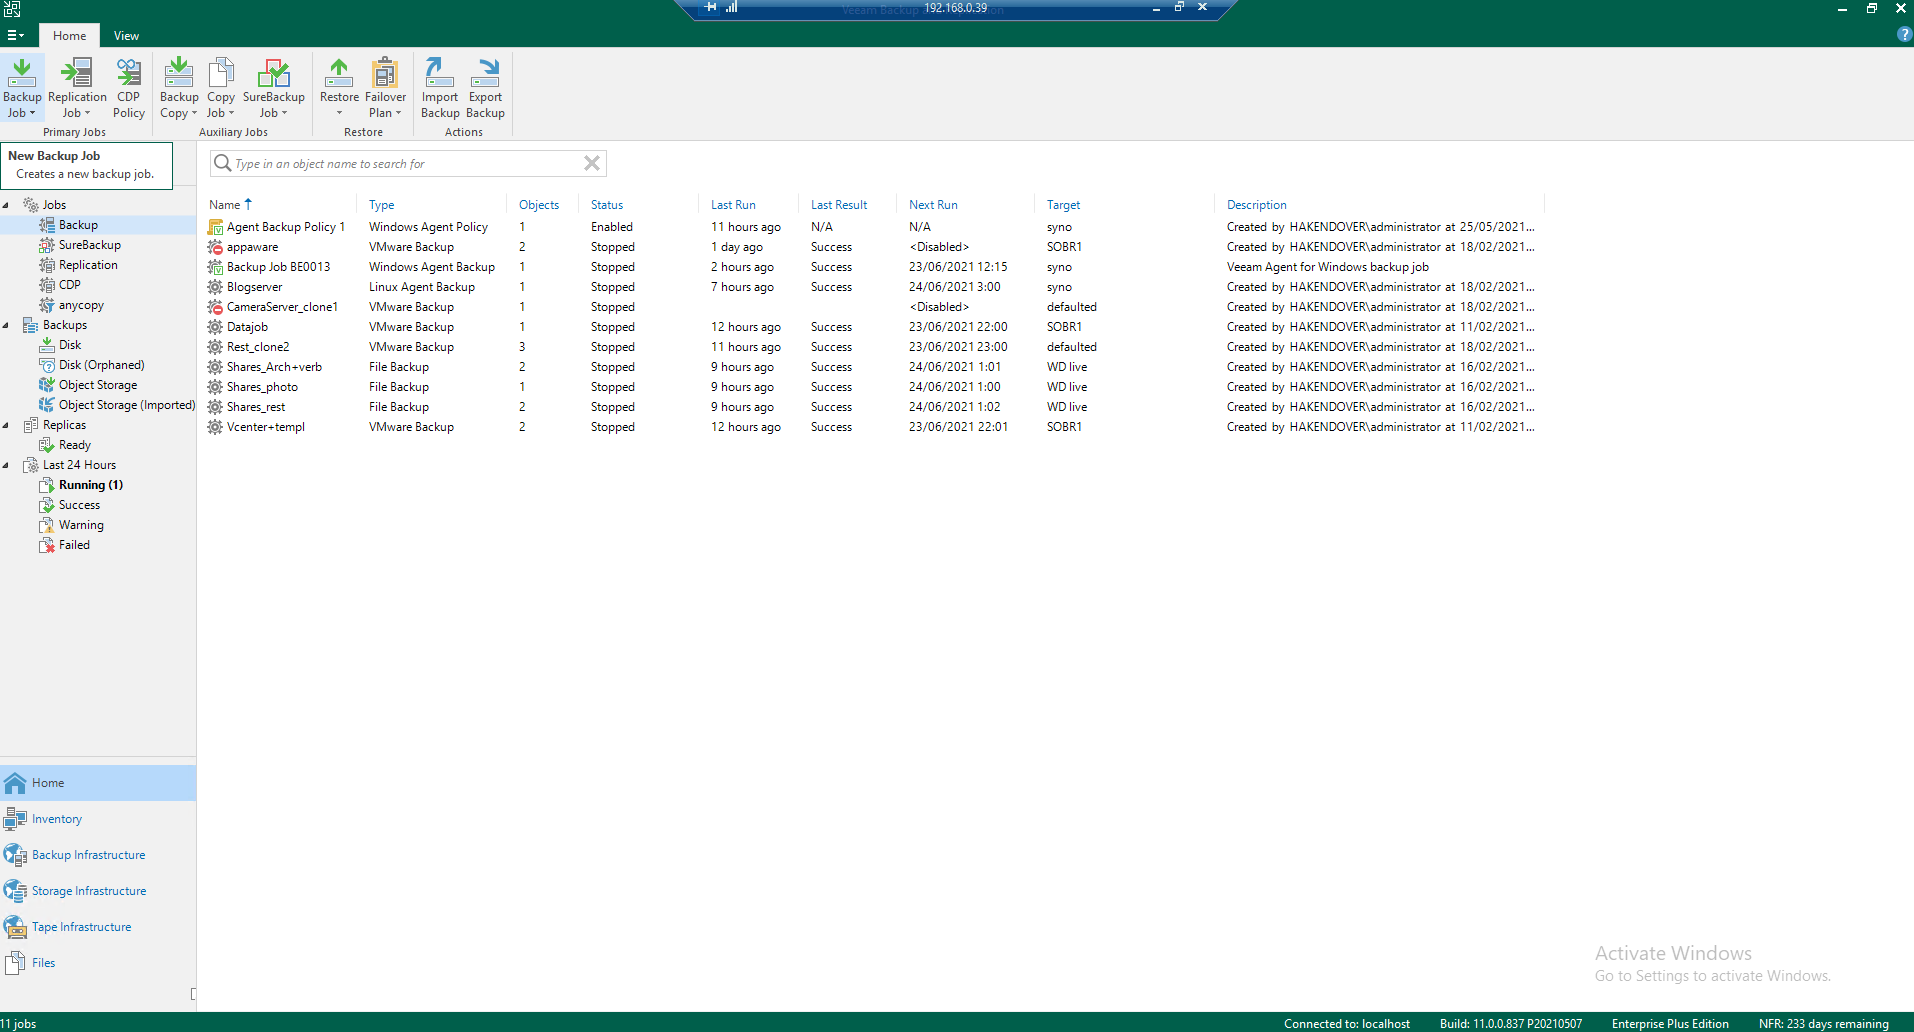 Veeam Backup
192.168.0.39
Home View
Backup Job Replication Job CDP Policy Backup Copy Copy Job SureBackup Job Restore Failover Plan Import Backup Export Backup
Primary Jobs Auxiliary Jobs Restore Actions
New Backup Job
Creates a new backup job.
Type in an object name to search for
Jobs
Backup
SureBackup
Replication
CDP
anycopy
Backups
Disk
Disk (Orphaned)
Object Storage
Object Storage (Imported)
Replicas
Ready
Last 24 Hours
Running (1)
Success
Warning
Failed
Home
Inventory
Backup Infrastructure
Storage Infrastructure
Tape Infrastructure
Files
Name Type Objects Status Last Run Last Result Next Run Target Description
Agent Backup Policy 1 Windows Agent Policy 1 Enabled 11 hours ago N/A N/A syno Created by HAKENDOVER\administrator at 25/05/2021...
appaware VMware Backup 2 Stopped 1 day ago Success <Disabled> SOBR1 Created by HAKENDOVER\administrator at 18/02/2021...
Backup Job BE0013 Windows Agent Backup 1 Stopped 2 hours ago Success 23/06/2021 12:15 syno Veeam Agent for Windows backup job
Blogserver Linux Agent Backup 1 Stopped 7 hours ago Success 24/06/2021 3:00 syno Created by HAKENDOVER\administrator at 18/02/2021...
CameraServer_clone1 VMware Backup 1 Stopped <Disabled> defaulted Created by HAKENDOVER\administrator at 18/02/2021...
Datajob VMware Backup 1 Stopped 12 hours ago Success 23/06/2021 22:00 SOBR1 Created by HAKENDOVER\administrator at 11/02/2021...
Rest_clone2 VMware Backup 3 Stopped 11 hours ago Success 23/06/2021 23:00 defaulted Created by HAKENDOVER\administrator at 18/02/2021...
Shares_Arch+verb File Backup 2 Stopped 9 hours ago Success 24/06/2021 1:01 WD live Created by HAKENDOVER\administrator at 16/02/2021...
Shares_photo File Backup 1 Stopped 9 hours ago Success 24/06/2021 1:00 WD live Created by HAKENDOVER\administrator at 16/02/2021...
Shares_rest File Backup 2 Stopped 9 hours ago Success 24/06/2021 1:02 WD live Created by HAKENDOVER\administrator at 16/02/2021...
Vcenter+templ VMware Backup 2 Stopped 12 hours ago Success 23/06/2021 22:01 SOBR1 Created by HAKENDOVER\administrator at 11/02/2021...
Activate Windows
Go to Settings to activate Windows.
11 jobs Connected to: localhost Build: 11.0.0.837 P20210507 Enterprise Plus Edition NFR: 233 days remaining